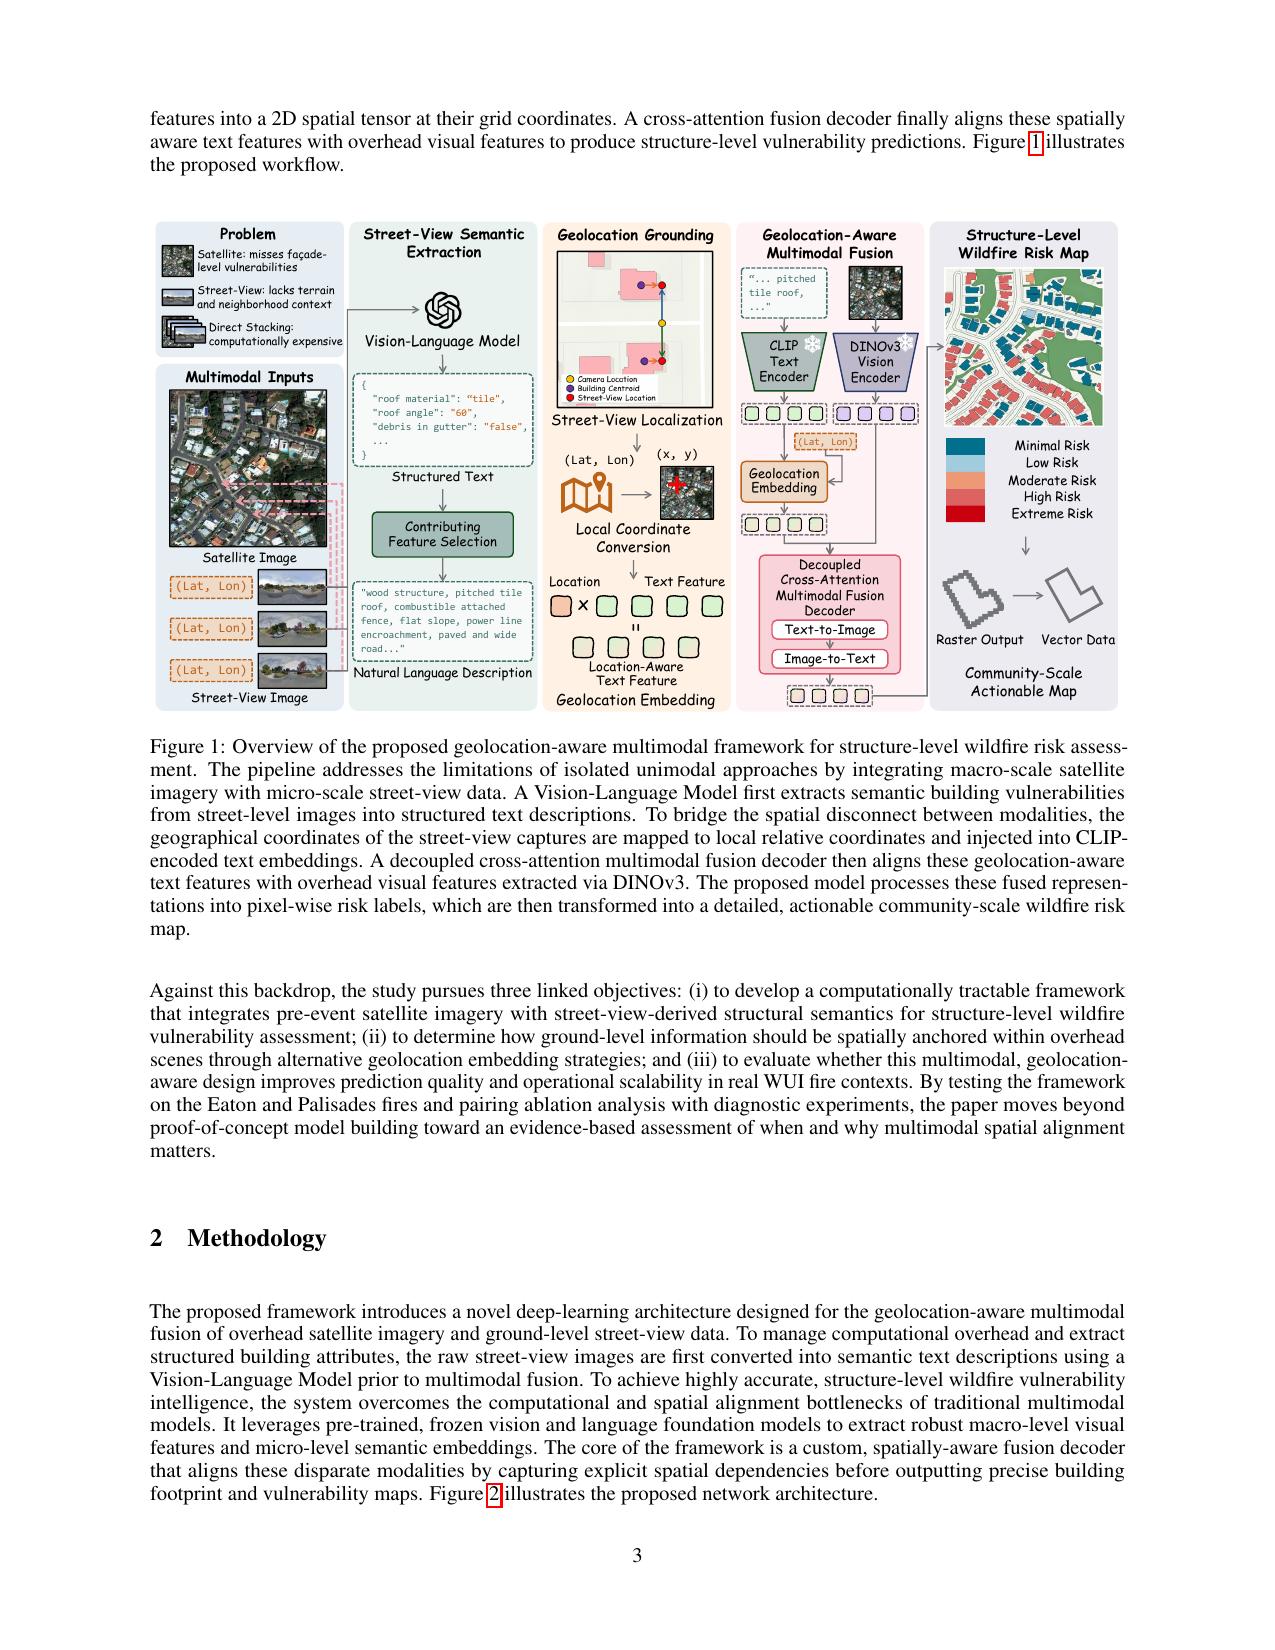 features into a 2D spatial tensor at their grid coordinates. A cross-attention fusion decoder finally aligns these spatially
aware text features with overhead visual features to produce structure-level vulnerability predictions. Figure 1 illustrates
the proposed workflow.
Problem
Satellite: misses façade-
level vulnerabilities
Street-View: lacks terrain
and neighborhood context
Direct Stacking:
computationally expensive
Multimodal Inputs
Satellite Image
(Lat, Lon)
(Lat, Lon)
(Lat, Lon)
Street-View Image
Street-View Semantic
Extraction
Vision-Language Model
{
"roof material": "tile",
"roof angle": "60",
"debris in gutter": "false",
...
}
Structured Text
Contributing
Feature Selection
"wood structure, pitched tile
roof, combustible attached
fence, flat slope, power line
encroachment, paved and wide
road..."
Natural Language Description
Geolocation Grounding
Camera Location
Building Centroid
Street-View Location
Street-View Localization
(Lat, Lon) (x, y)
Local Coordinate
Conversion
Location Text Feature
x
=
Location-Aware
Text Feature
Geolocation Embedding
Geolocation-Aware
Multimodal Fusion
"... pitched
tile roof,
..."
CLIP
Text
Encoder
DINOv3
Vision
Encoder
(Lat, Lon)
Geolocation
Embedding
Decoupled
Cross-Attention
Multimodal Fusion
Decoder
Text-to-Image
Image-to-Text
Structure-Level
Wildfire Risk Map
Minimal Risk
Low Risk
Moderate Risk
High Risk
Extreme Risk
Raster Output Vector Data
Community-Scale
Actionable Map
Figure 1: Overview of the proposed geolocation-aware multimodal framework for structure-level wildfire risk assess-
ment. The pipeline addresses the limitations of isolated unimodal approaches by integrating macro-scale satellite
imagery with micro-scale street-view data. A Vision-Language Model first extracts semantic building vulnerabilities
from street-level images into structured text descriptions. To bridge the spatial disconnect between modalities, the
geographical coordinates of the street-view captures are mapped to local relative coordinates and injected into CLIP-
encoded text embeddings. A decoupled cross-attention multimodal fusion decoder then aligns these geolocation-aware
text features with overhead visual features extracted via DINOv3. The proposed model processes these fused represen-
tations into pixel-wise risk labels, which are then transformed into a detailed, actionable community-scale wildfire risk
map.
Against this backdrop, the study pursues three linked objectives: (i) to develop a computationally tractable framework
that integrates pre-event satellite imagery with street-view-derived structural semantics for structure-level wildfire
vulnerability assessment; (ii) to determine how ground-level information should be spatially anchored within overhead
scenes through alternative geolocation embedding strategies; and (iii) to evaluate whether this multimodal, geolocation-
aware design improves prediction quality and operational scalability in real WUI fire contexts. By testing the framework
on the Eaton and Palisades fires and pairing ablation analysis with diagnostic experiments, the paper moves beyond
proof-of-concept model building toward an evidence-based assessment of when and why multimodal spatial alignment
matters.
2 Methodology
The proposed framework introduces a novel deep-learning architecture designed for the geolocation-aware multimodal
fusion of overhead satellite imagery and ground-level street-view data. To manage computational overhead and extract
structured building attributes, the raw street-view images are first converted into semantic text descriptions using a
Vision-Language Model prior to multimodal fusion. To achieve highly accurate, structure-level wildfire vulnerability
intelligence, the system overcomes the computational and spatial alignment bottlenecks of traditional multimodal
models. It leverages pre-trained, frozen vision and language foundation models to extract robust macro-level visual
features and micro-level semantic embeddings. The core of the framework is a custom, spatially-aware fusion decoder
that aligns these disparate modalities by capturing explicit spatial dependencies before outputting precise building
footprint and vulnerability maps. Figure 2 illustrates the proposed network architecture.
3